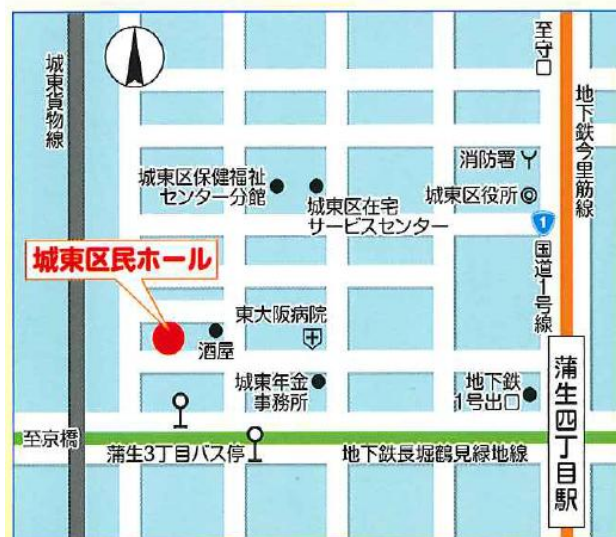 至守口
城東貨物線
地下鉄今里筋線
消防署
城東区保健福祉
センター分館
城東区役所
城東区在宅
サービスセンター
1
国道1号線
城東区民ホール
東大阪病院
酒屋
城東年金
事務所
地下鉄
1号出口
蒲生四丁目駅
至京橋
蒲生3丁目バス停
地下鉄長堀鶴見緑地線